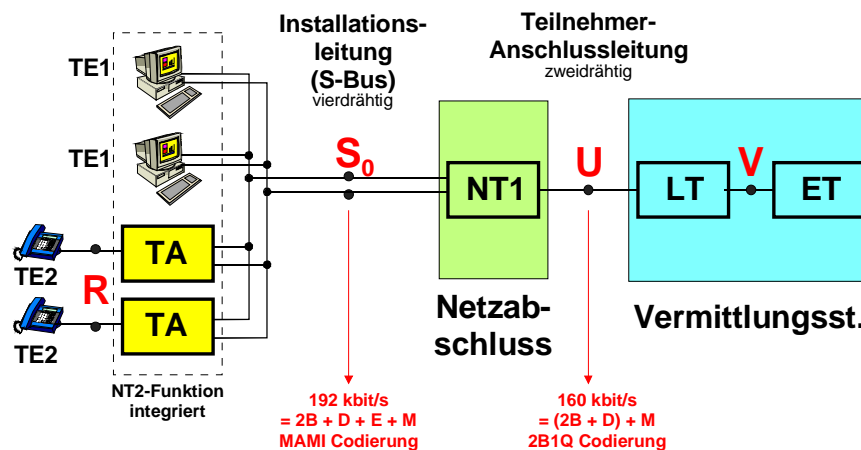 Installations-
leitung
(S-Bus)
vierdrähtig
Teilnehmer-
Anschlussleitung
zweidrähtig
TE1
TE1
S0
U
V
NT1
LT
ET
TA
TE2
R
TA
TE2
Netzab-
schluss
Vermittlungsst.
NT2-Funktion
integriert
192 kbit/s
= 2B + D + E + M
MAMI Codierung
160 kbit/s
= (2B + D) + M
2B1Q Codierung